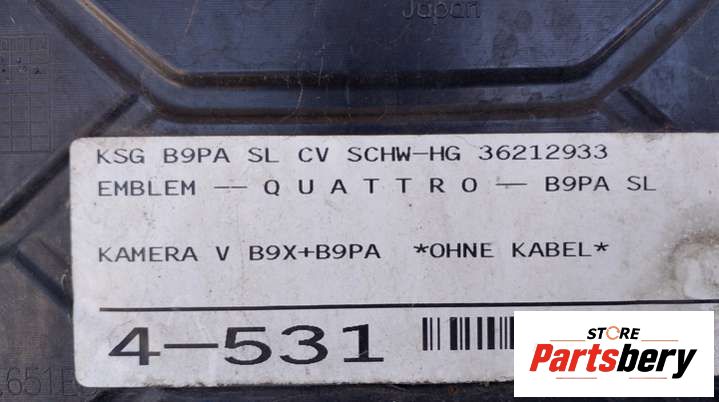 Japan
KSG B9PA SL CV SCHW-HG 36212933
EMBLEM -- QUATTRO - B9PA SL
KAMERA V B9X+B9PA *OHNE KABEL*
4-531
STORE
Partsbery